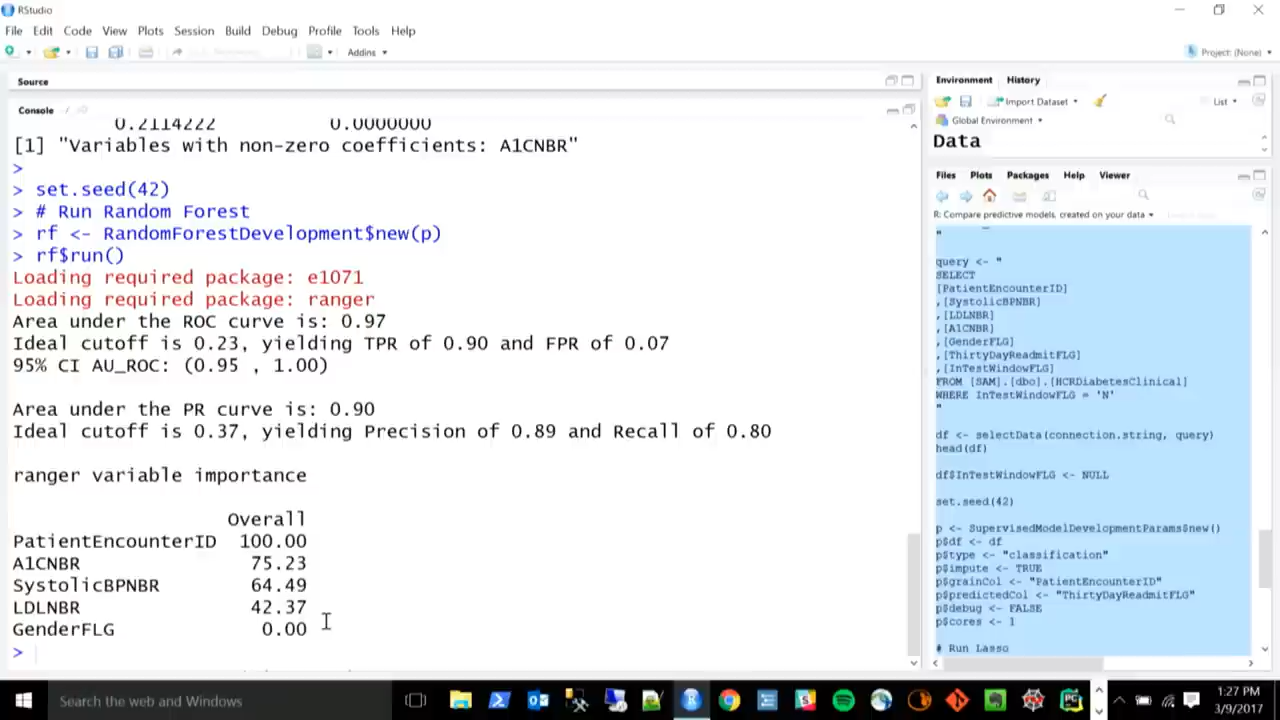 RStudio
File Edit Code View Plots Session Build Debug Profile Tools Help
Addins
Project: (None)
Source
Console
0.2114222 0.0000000
[1] "Variables with non-zero coefficients: A1CNBR"
>
> set.seed(42)
> # Run Random Forest
> rf <- RandomForestDevelopment$new(p)
> rf$run()
Loading required package: e1071
Loading required package: ranger
Area under the ROC curve is: 0.97
Ideal cutoff is 0.23, yielding TPR of 0.90 and FPR of 0.07
95% CI AU_ROC: (0.95 , 1.00)
Area under the PR curve is: 0.90
Ideal cutoff is 0.37, yielding Precision of 0.89 and Recall of 0.80
ranger variable importance
Overall
PatientEncounterID 100.00
A1CNBR 75.23
SystolicBPNBR 64.49
LDLNBR 42.37
GenderFLG 0.00
>
Environment History
Import Dataset
List
Global Environment
Data
Files Plots Packages Help Viewer
R: Compare predictive models, created on your data
"
query <- "
SELECT
[PatientEncounterID]
,[SystolicBPNBR]
,[LDLNBR]
,[A1CNBR]
,[GenderFLG]
,[ThirtyDayReadmitFLG]
,[InTestWindowFLG]
FROM [SAM].[dbo].[HCRDiabetesClinical]
WHERE InTestWindowFLG = 'N'
"
df <- selectData(connection.string, query)
head(df)
df$InTestWindowFLG <- NULL
set.seed(42)
p <- SupervisedModelDevelopmentParams$new()
p$df <- df
p$type <- "classification"
p$impute <- TRUE
p$grainCol <- "PatientEncounterID"
p$predictedCol <- "ThirtyDayReadmitFLG"
p$debug <- FALSE
p$cores <- 1
# Run Lasso
Search the web and Windows
1:27 PM
3/9/2017